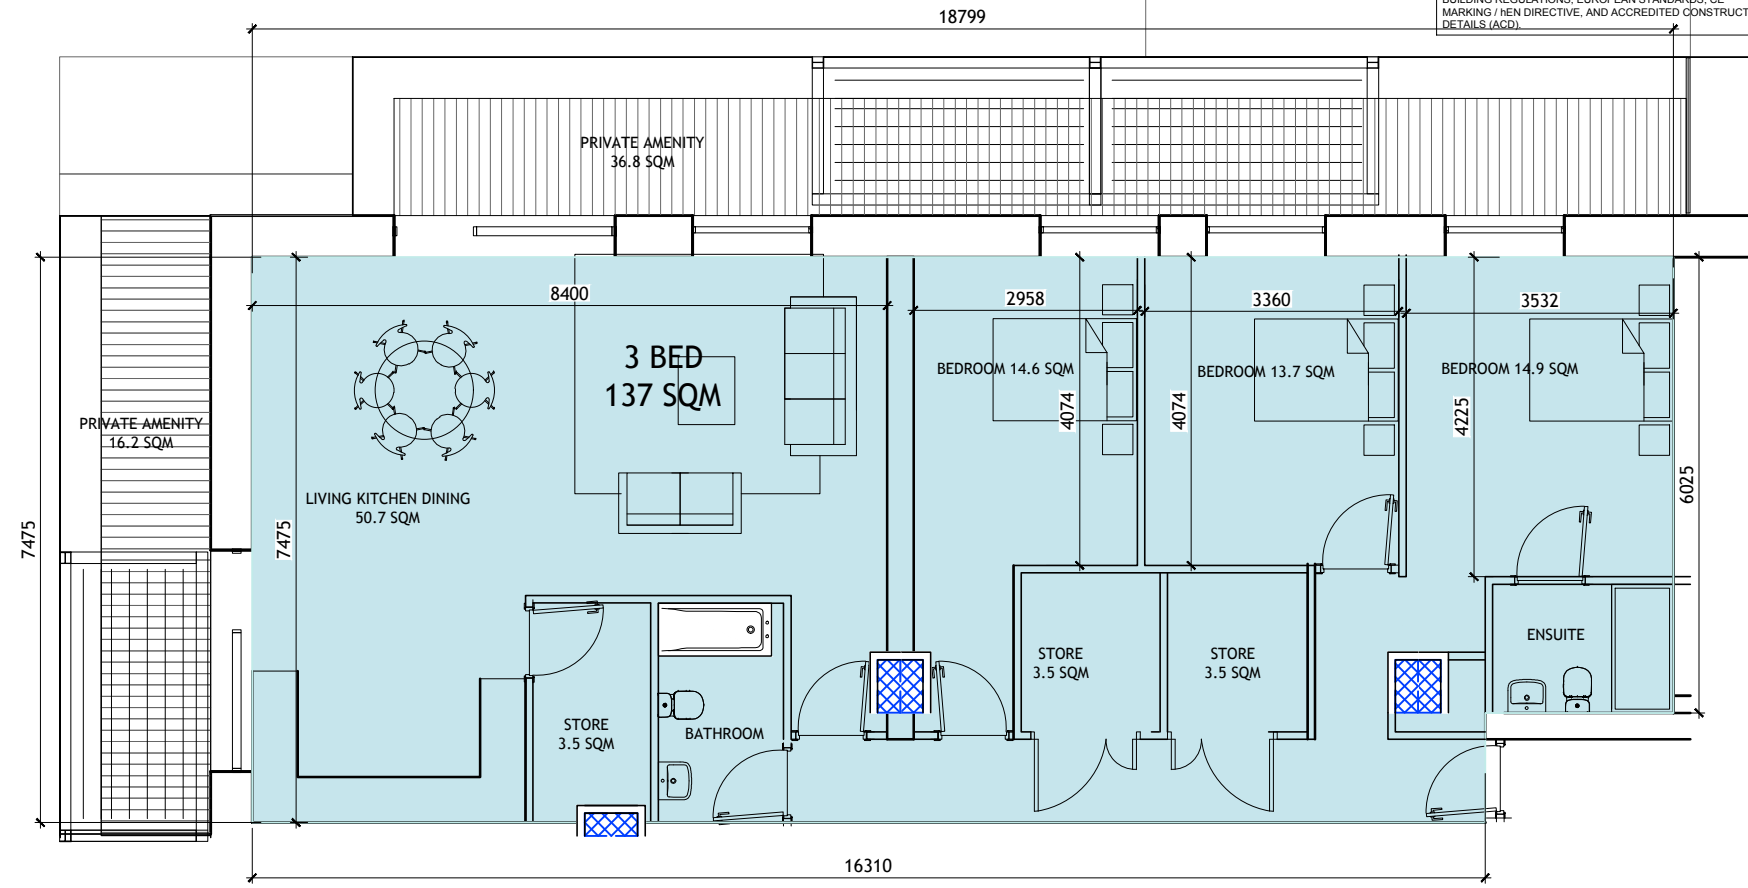 BUILDING REGULATIONS, EUROPEAN STANDARDS, CE
MARKING / hEN DIRECTIVE, AND ACCREDITED CONSTRUCT
DETAILS (ACD).
18799
PRIVATE AMENITY
36.8 SQM
8400
2958
3360
3532
3 BED
137 SQM
BEDROOM 14.6 SQM
BEDROOM 13.7 SQM
BEDROOM 14.9 SQM
4074
4074
4225
PRIVATE AMENITY
16.2 SQM
LIVING KITCHEN DINING
50.7 SQM
7475
7475
6025
STORE
3.5 SQM
BATHROOM
STORE
3.5 SQM
STORE
3.5 SQM
ENSUITE
16310